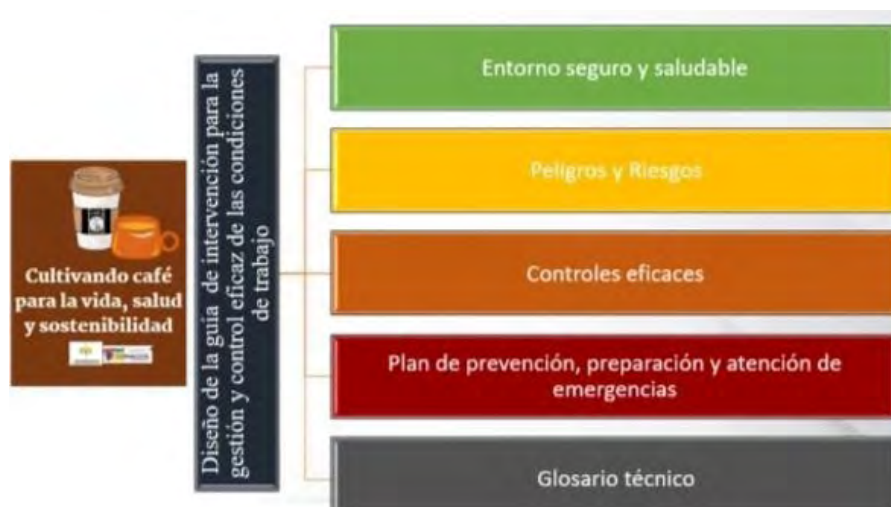 Cultivando café
para la vida, salud
y sostenibilidad
Diseño de la guía de intervención para la
gestión y control eficaz de las condiciones
de trabajo
Entorno seguro y saludable
Peligros y Riesgos
Controles eficaces
Plan de prevención, preparación y atención de
emergencias
Glosario técnico